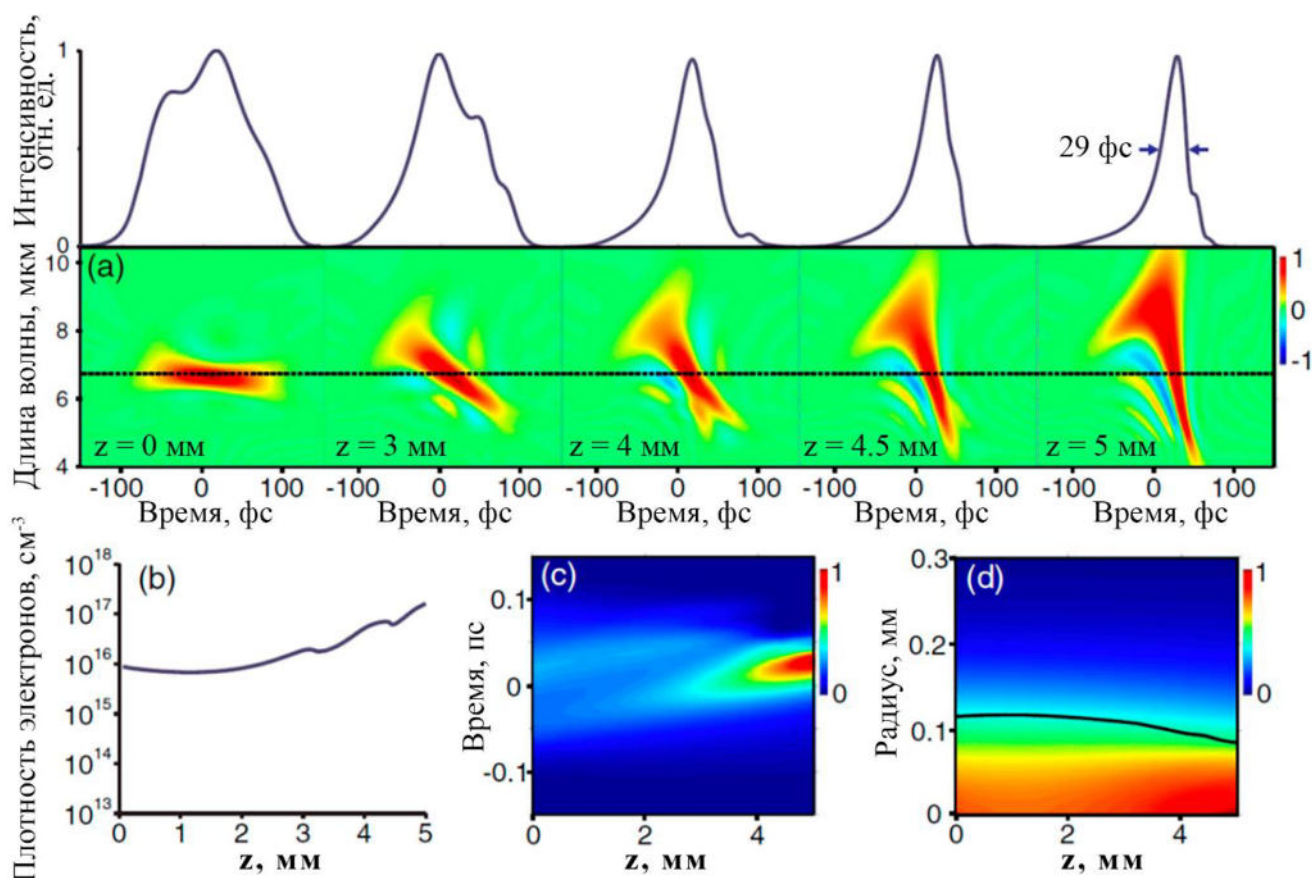 Интенсивность,
отн. ед.
1
0
29 фс
Длина волны, мкм
10
8
6
4
(a)
z = 0 мм
z = 3 мм
z = 4 мм
z = 4.5 мм
z = 5 мм
1
0
-1
-100 0 100
-100 0 100
-100 0 100
-100 0 100
-100 0 100
Время, фс
Время, фс
Время, фс
Время, фс
Время, фс
Плотность электронов, см⁻³
10¹⁸
10¹⁷
10¹⁶
10¹⁵
10¹⁴
10¹³
(b)
0 1 2 3 4 5
z, мм
Время, пс
0.1
0
-0.1
(c)
1
0
0 2 4
z, мм
Радиус, мм
0.3
0.2
0.1
0
(d)
1
0
0 2 4
z, мм